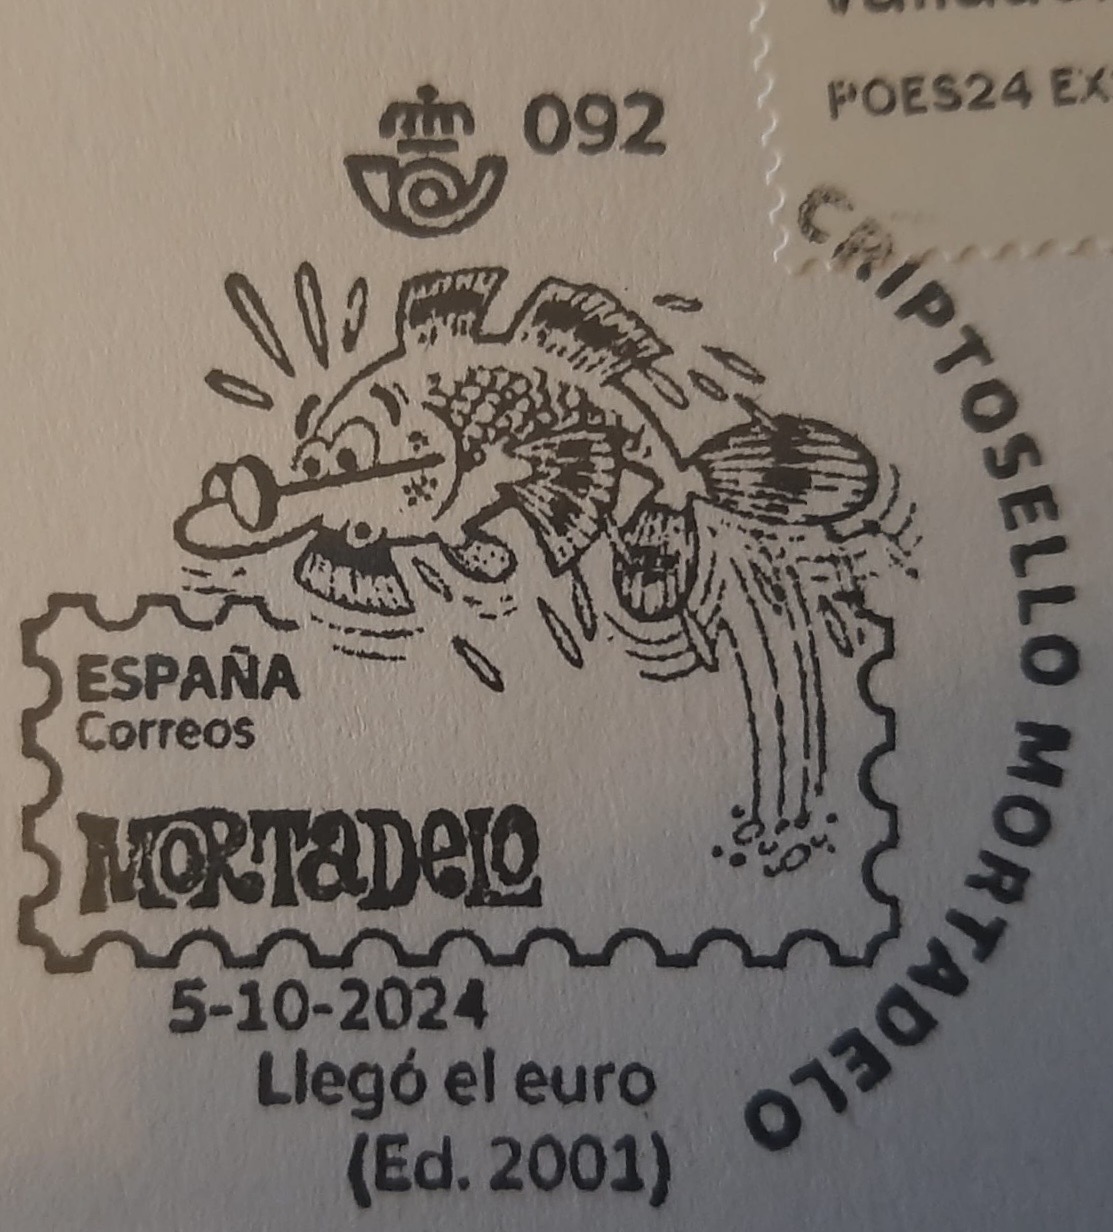 POES24 EX
092
CRIPTOSELLO MORTADELO
ESPAÑA
Correos
MORTADELO
5-10-2024
Llegó el euro
(Ed. 2001)